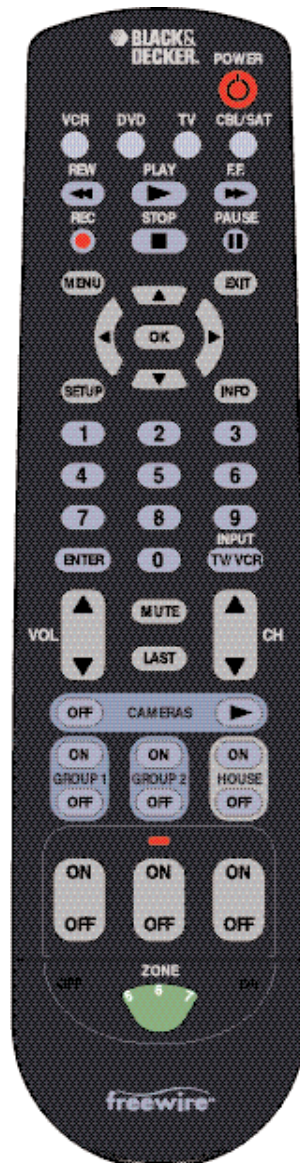 BLACK&
DECKER.
POWER
VCR DVD TV CBL/SAT
REW PLAY F.F.
REC STOP PAUSE
MENU EXIT
OK
SETUP INFO
1 2 3
4 5 6
7 8 9
INPUT
ENTER 0 TV/VCR
MUTE
VOL CH
LAST
OFF CAMERAS
ON ON ON
GROUP 1 GROUP 2 HOUSE
OFF OFF OFF
ON ON ON
OFF OFF OFF
ZONE
OFF
freewire